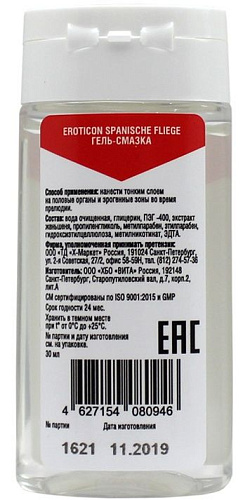 EROTICON SPANISCHE FLIEGE
ГЕЛЬ-СМАЗКА
Способ применения: нанести тонким слоем
на половые органы и эрогенные зоны во время
прелюдии.
Состав: вода очищенная, глицерин, ПЭГ -400, экстракт
женьшеня, пропиленгликоль, метилпарабен, этилпарабен,
гидроксиэтилцеллюлоза, метилникотинат, ЭДТА.
Фирма, уполномоченная принимать претензии:
ООО «ТД «Х-Маркет» Россия, 191024 Санкт-Петербург,
ул. 2-я Советская, 27/2, офис 58-59Н, тел. (812) 274-57-36
Изготовитель: ООО «ХБО «ВИТА» Россия, 192148
Санкт-Петербург, Старопутиловский вал, д.7, корп.2,
лит.А
СМ сертифицированы по ISO 9001:2015 и GMP
Срок годности 24 мес.
Хранить в темном месте
при t° от 0°C до +25°C.
№ партии и дату изготовления
см. на упаковке.
30 мл
EAC
4 627154 080946
№ партии Дата изготовления
1621 11.2019